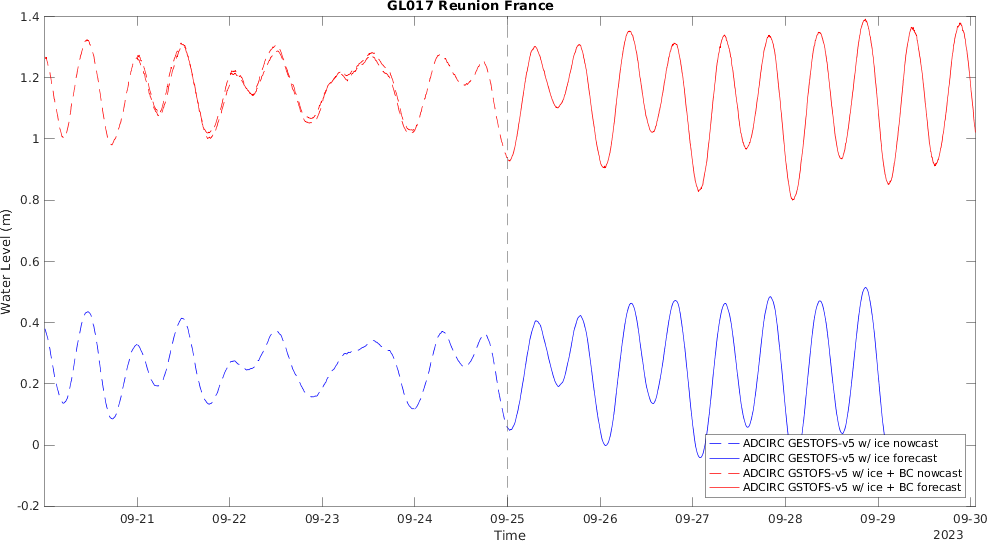 GL017 Reunion France
1.4
1.2
1
0.8
0.6
0.4
0.2
0
-0.2
Water Level (m)
ADCIRC GESTOFS-v5 w/ ice nowcast
ADCIRC GESTOFS-v5 w/ ice forecast
ADCIRC GSTOFS-v5 w/ ice + BC nowcast
ADCIRC GSTOFS-v5 w/ ice + BC forecast
09-21 09-22 09-23 09-24 09-25 09-26 09-27 09-28 09-29 09-30
Time
2023